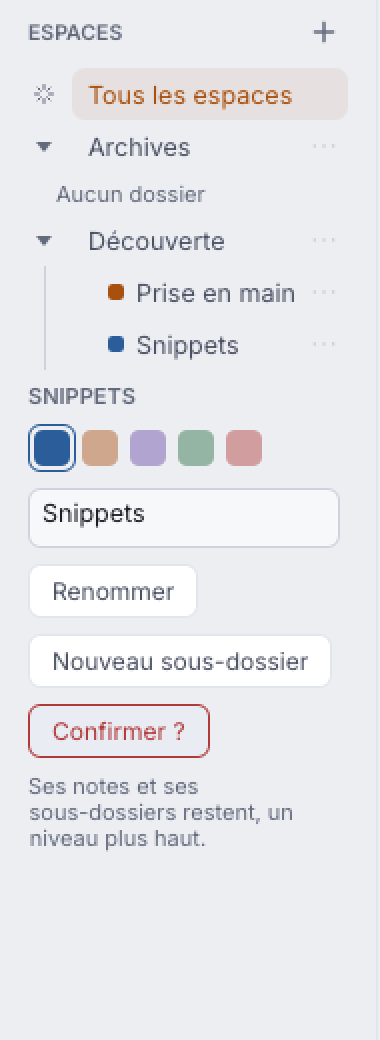 ESPACES
Tous les espaces
Archives
Aucun dossier
Découverte
Prise en main
Snippets
SNIPPETS
Snippets
Renommer
Nouveau sous-dossier
Confirmer ?
Ses notes et ses
sous-dossiers restent, un
niveau plus haut.